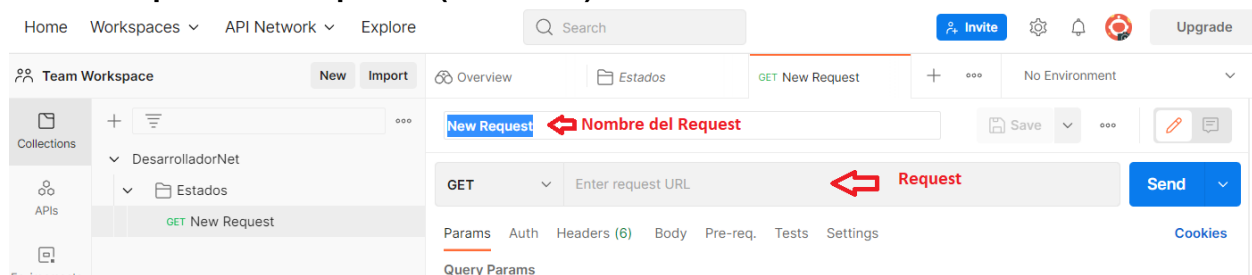 Home Workspaces API Network Explore Search Invite Upgrade
Team Workspace New Import Overview Estados GET New Request No Environment
New Request Nombre del Request Save
Collections
DesarrolladorNet
GET Enter request URL Request Send
Estados
APIs
GET New Request
Params Auth Headers (6) Body Pre-req. Tests Settings Cookies
Query Params